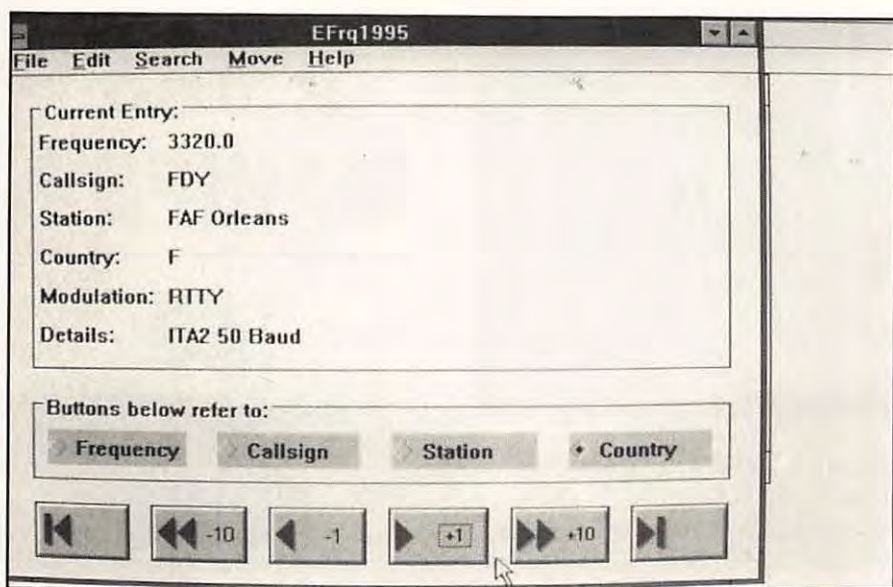 EFrq1995
File Edit Search Move Help
Current Entry:
Frequency: 3320.0
Callsign: FDY
Station: FAF Orleans
Country: F
Modulation: RTTY
Details: ITA2 50 Baud
Buttons below refer to:
Frequency Callsign Station Country
-10 -1 +1 +10